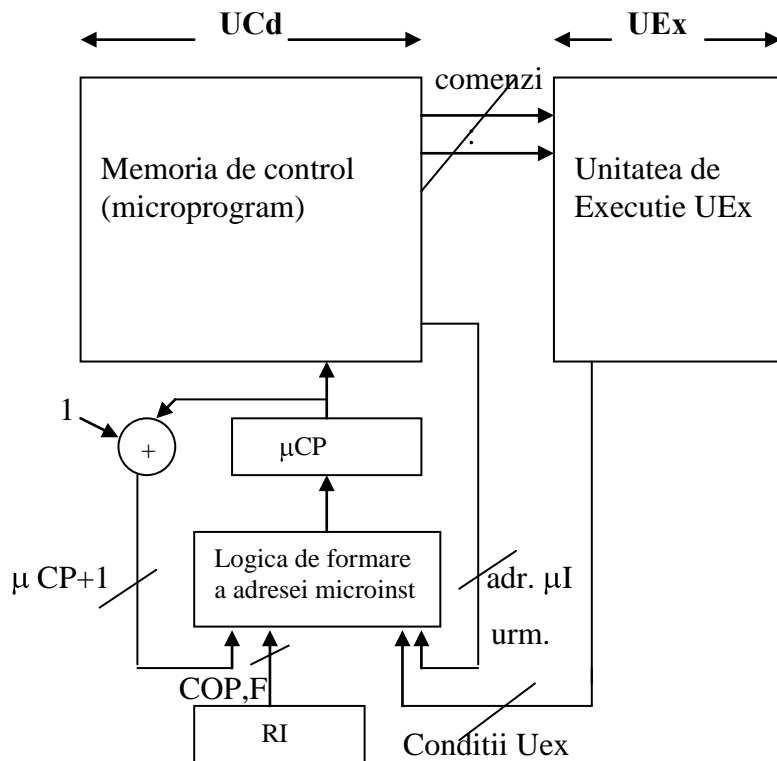 UCd
UEx
comenzi
:
Memoria de control
(microprogram)
Unitatea de
Executie UEx
1
+
μCP
Logica de formare
a adresei microinst
μ CP+1
adr. μI
urm.
COP,F
RI
Conditii Uex